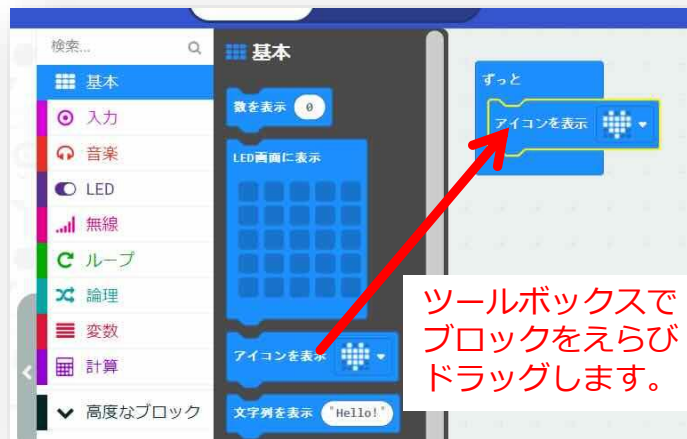 検索...
基本
入力
音楽
LED
無線
ループ
論理
変数
計算
高度なブロック
基本
数を表示 0
LED画面に表示
アイコンを表示
文字列を表示 "Hello!"
ずっと
アイコンを表示
ツールボックスで
ブロックをえらび
ドラッグします。